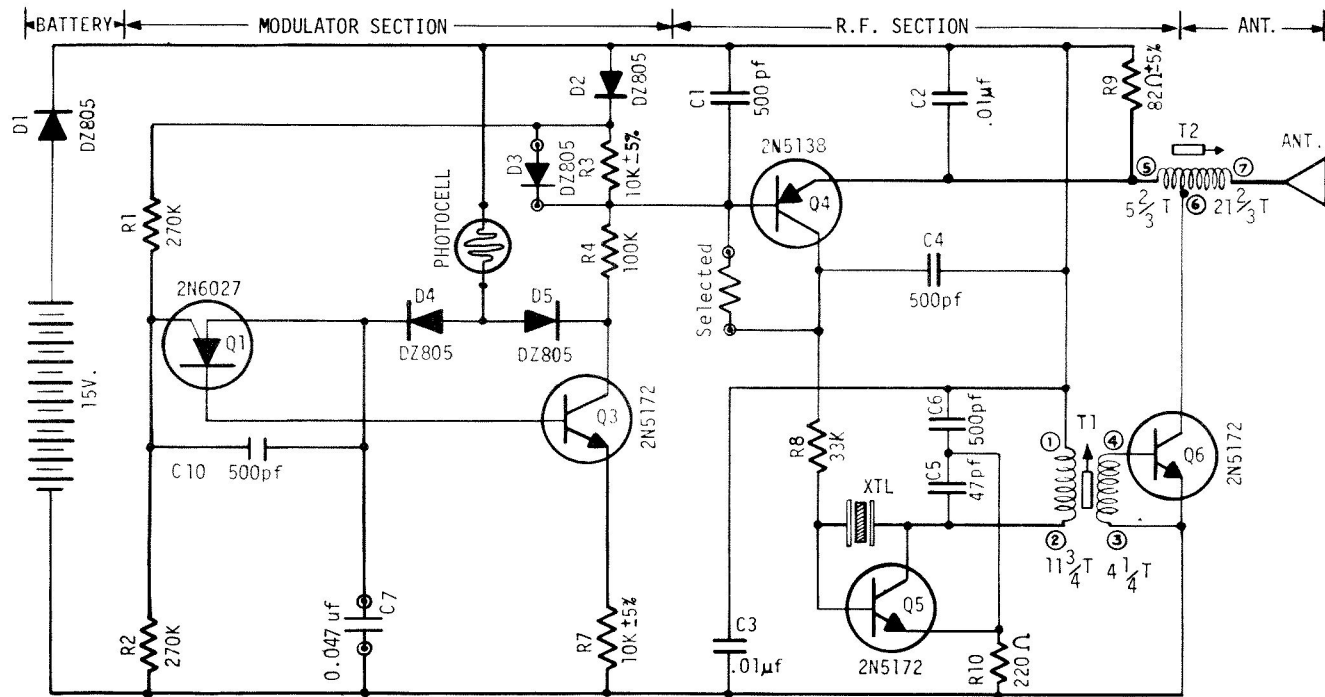 BATTERY
MODULATOR SECTION
R.F. SECTION
ANT.
D1
DZ805
D2
DZ805
C1
500pf
C2
.01µf
R9
82Ω±5%
D3
DZ805
R3
10K±5%
2N5138
Q4
T2
ANT.
5
7
6
5 2/3 T
21 2/3 T
R1
270K
PHOTOCELL
R4
100K
Selected
C4
500pf
2N6027
Q1
D4
DZ805
D5
DZ805
15V.
Q3
2N5172
C10
500pf
R8
33K
C6
500pf
C5
47pf
1
T1
4
Q6
2N5172
XTL
2
3
11 3/4 T
4 1/4 T
Q5
2N5172
R2
270K
0.047 uf
C7
R7
10K±5%
C3
.01µf
R10
220Ω